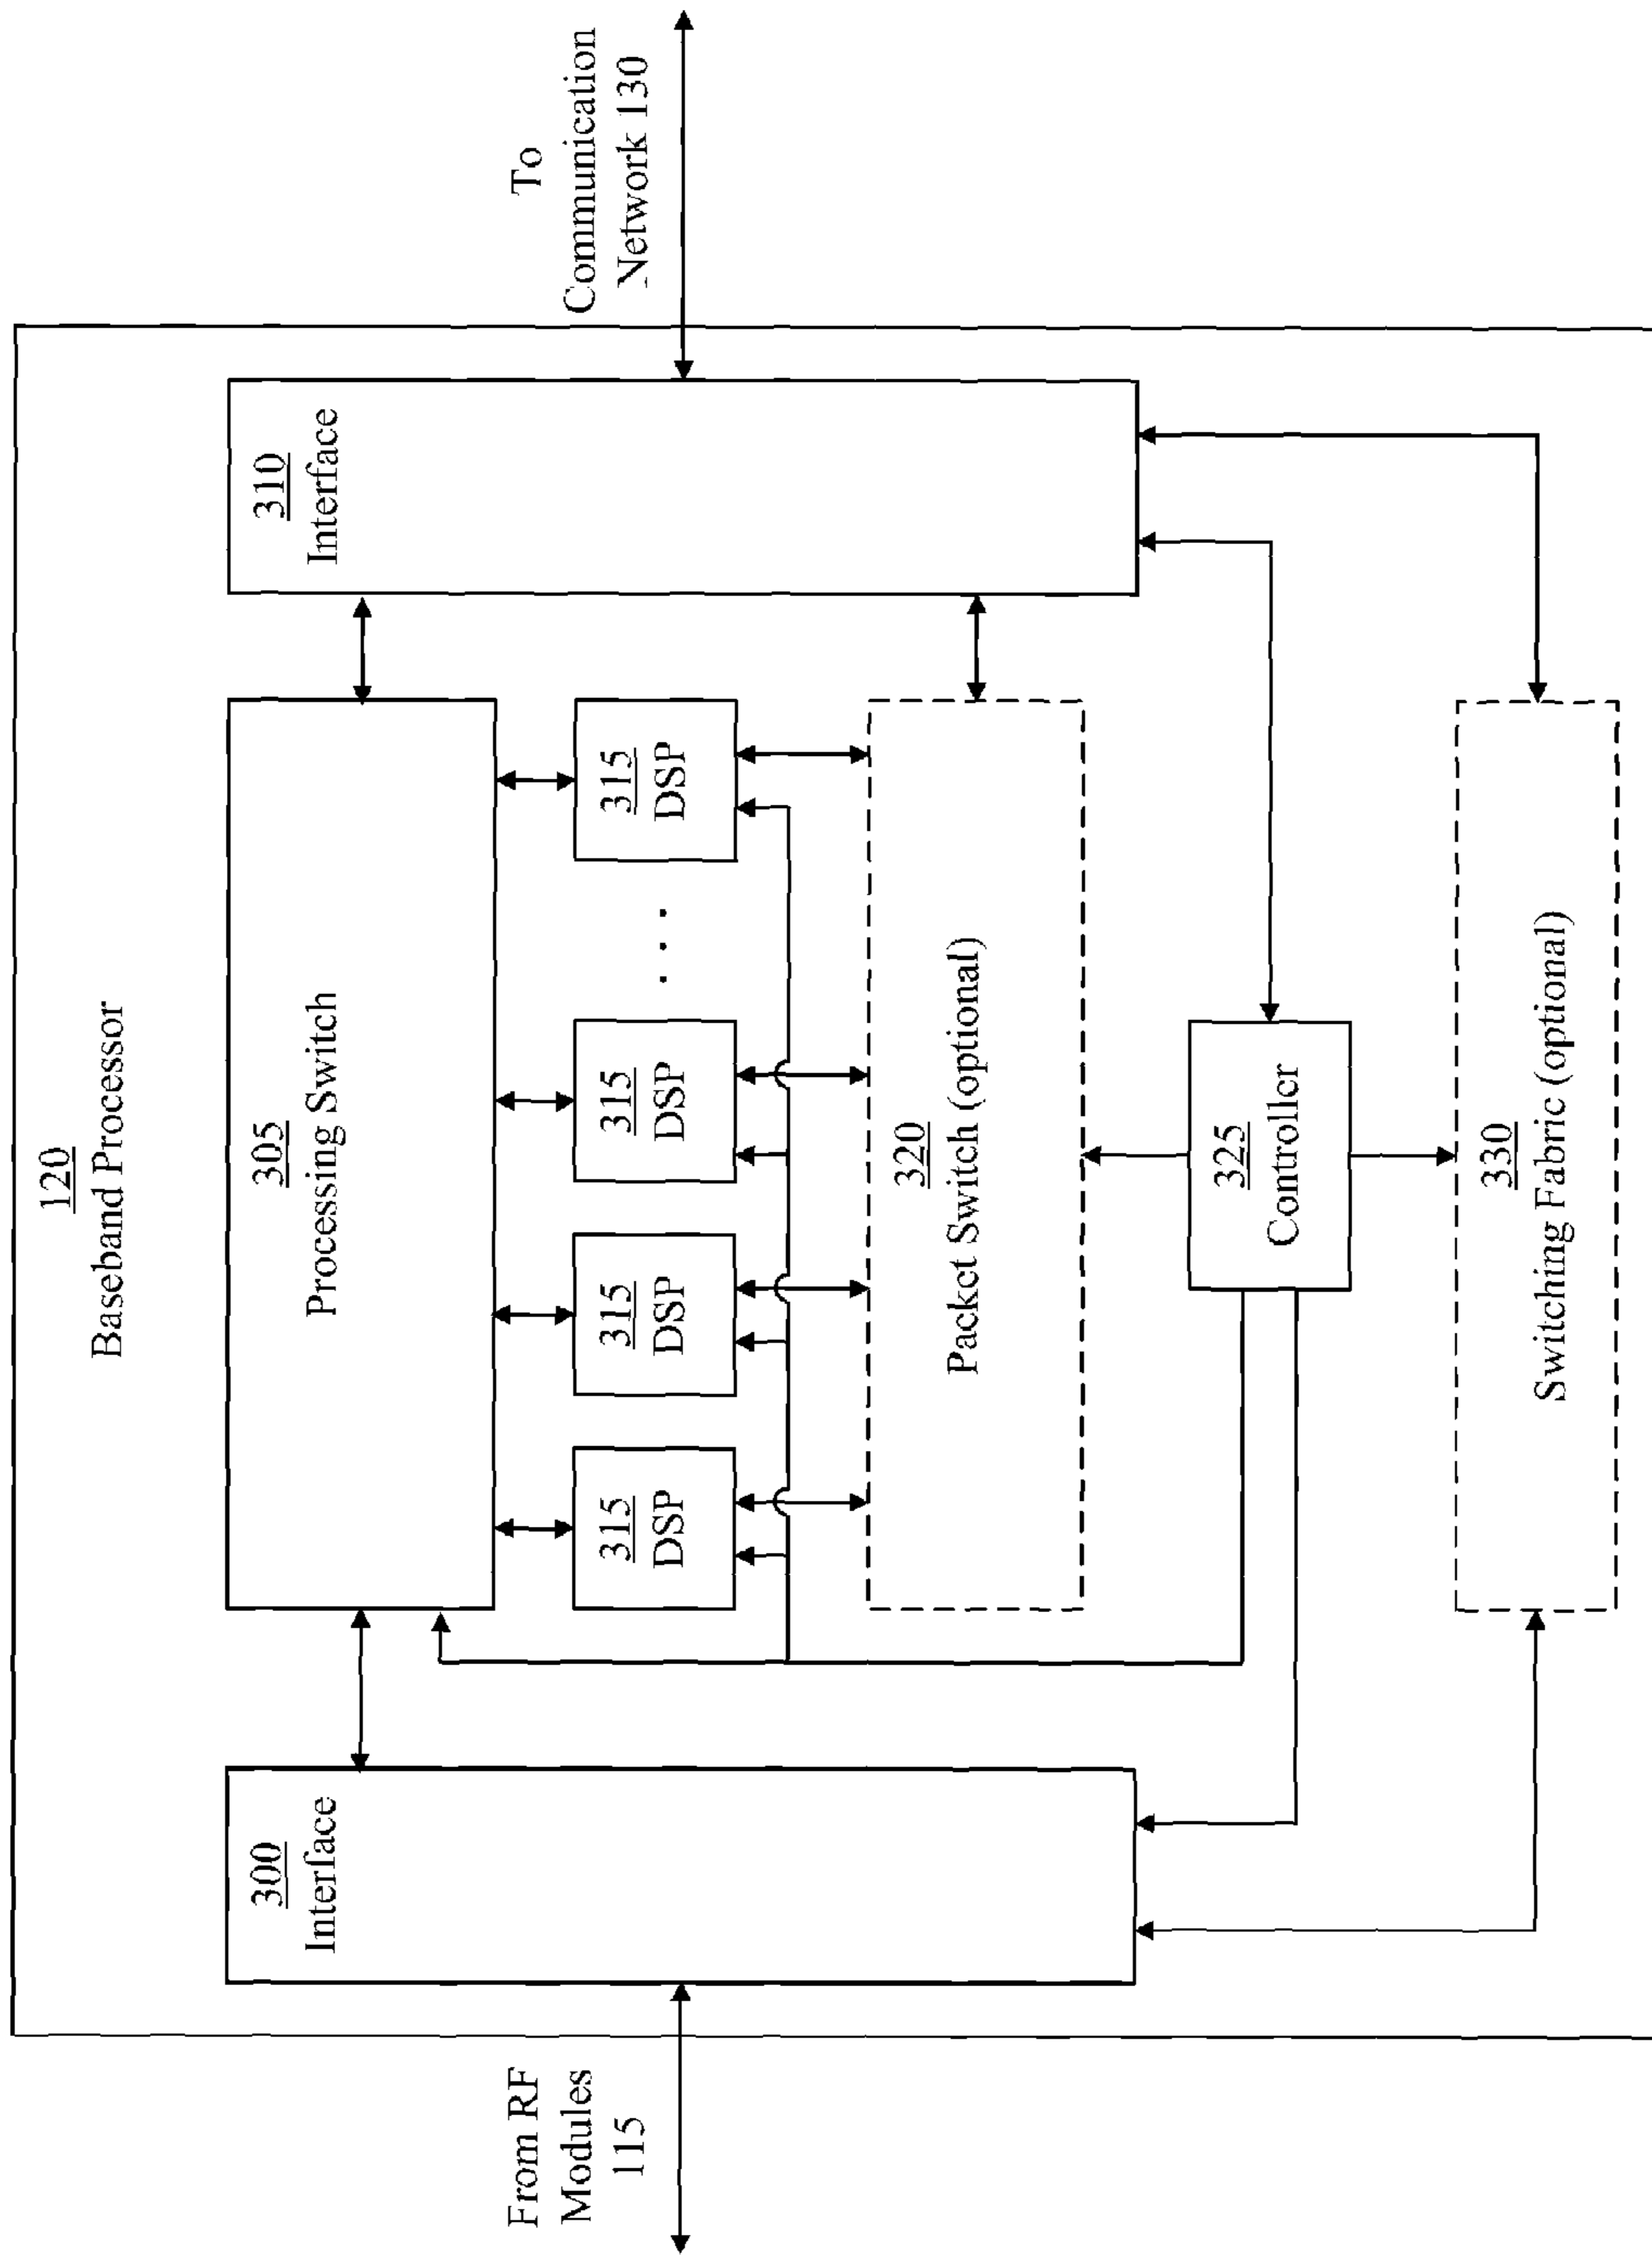 120
Baseband Processor
From RF
Modules
115
300
Interface
305
Processing Switch
315
DSP
315
DSP
315
DSP
. . .
315
DSP
320
Packet Switch (optional)
325
Controller
330
Switching Fabric (optional)
310
Interface
To
Communication
Network 130